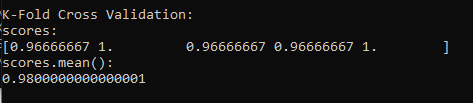 K-Fold Cross Validation:
scores:
[0.96666667 1.         0.96666667 0.96666667 1.        ]
scores.mean():
0.9800000000000001